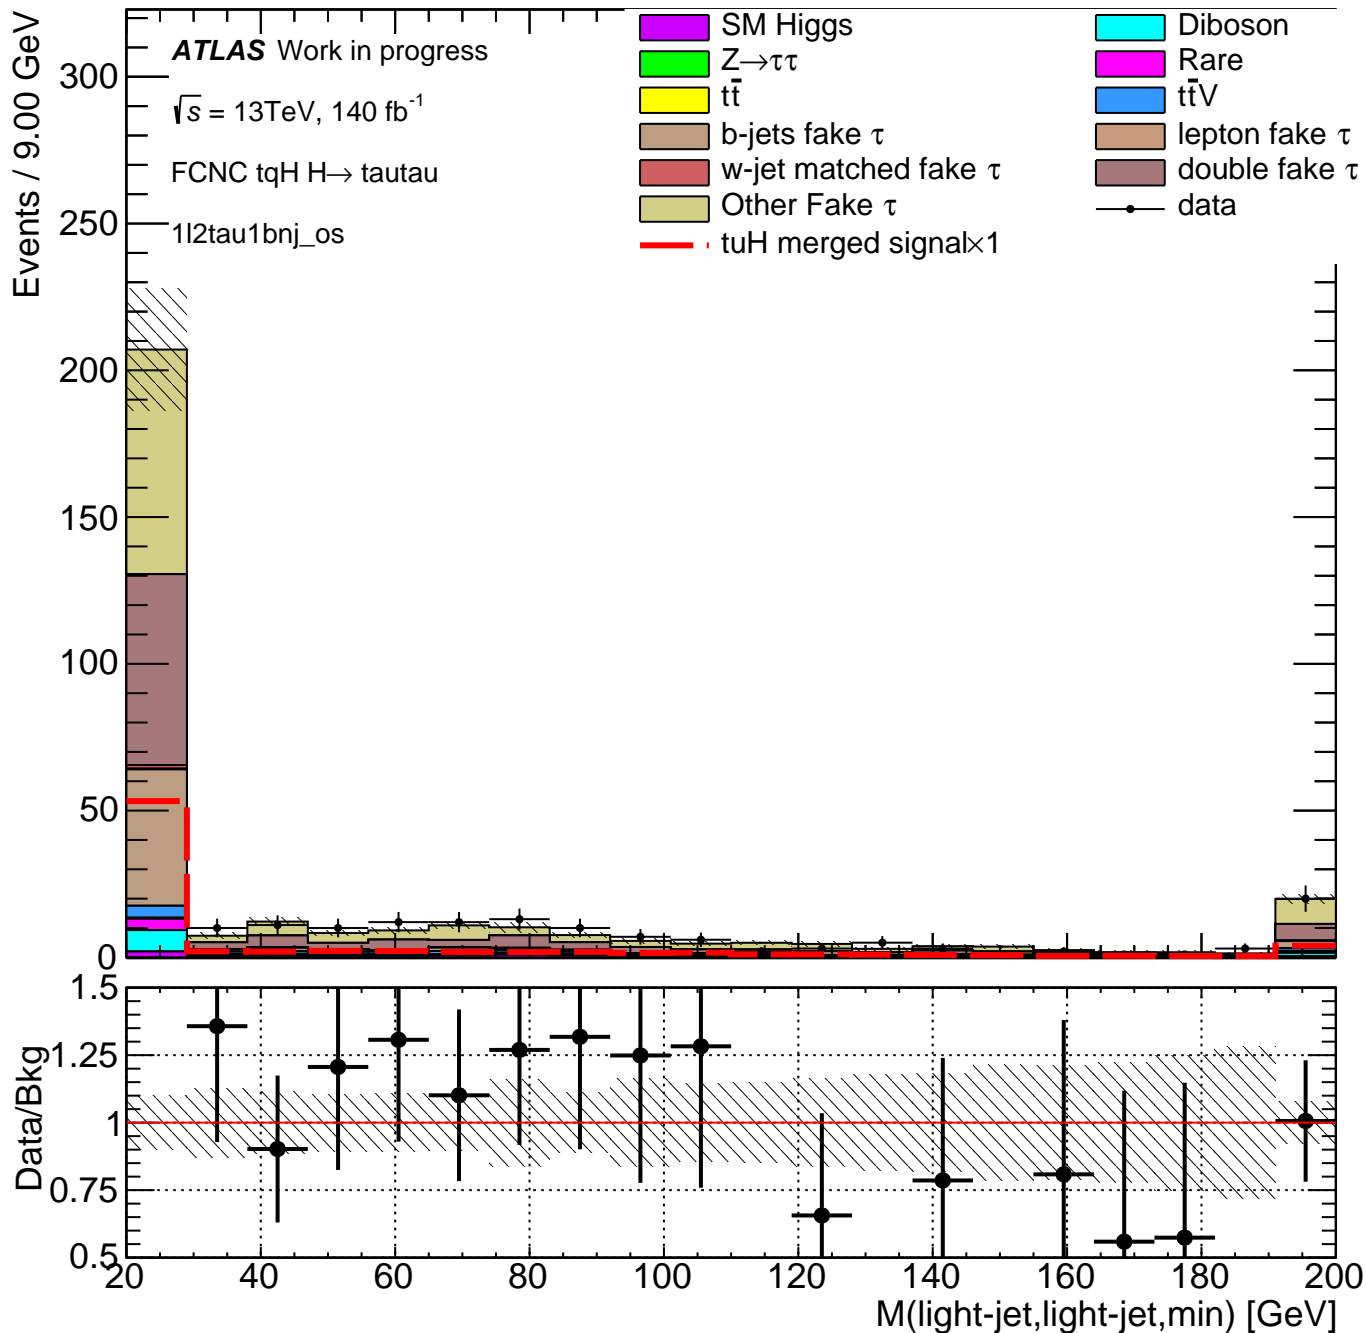 Events / 9.00 GeV
300
250
200
150
100
50
0
ATLAS Work in progress
√s = 13TeV, 140 fb⁻¹
FCNC tqH H→ tautau
1l2tau1bnj_os
SM Higgs
Z→ττ
tt̄
b-jets fake τ
w-jet matched fake τ
Other Fake τ
tuH merged signal×1
Diboson
Rare
tt̄V
lepton fake τ
double fake τ
data
Data/Bkg
1.5
1.25
1
0.75
0.5
20 40 60 80 100 120 140 160 180 200
M(light-jet,light-jet,min) [GeV]